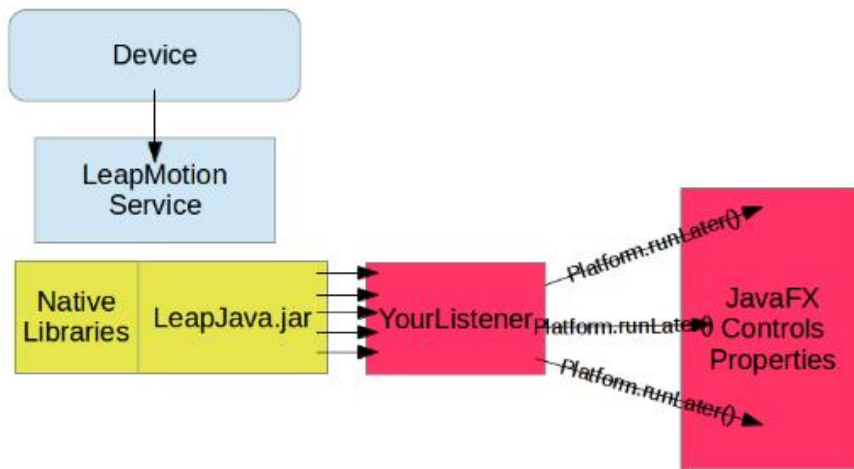 Device
LeapMotion
Service
Native
Libraries
LeapJava.jar
YourListener
Platform.runLater()
Platform.runLater()
Platform.runLater()
JavaFX
Controls
Properties